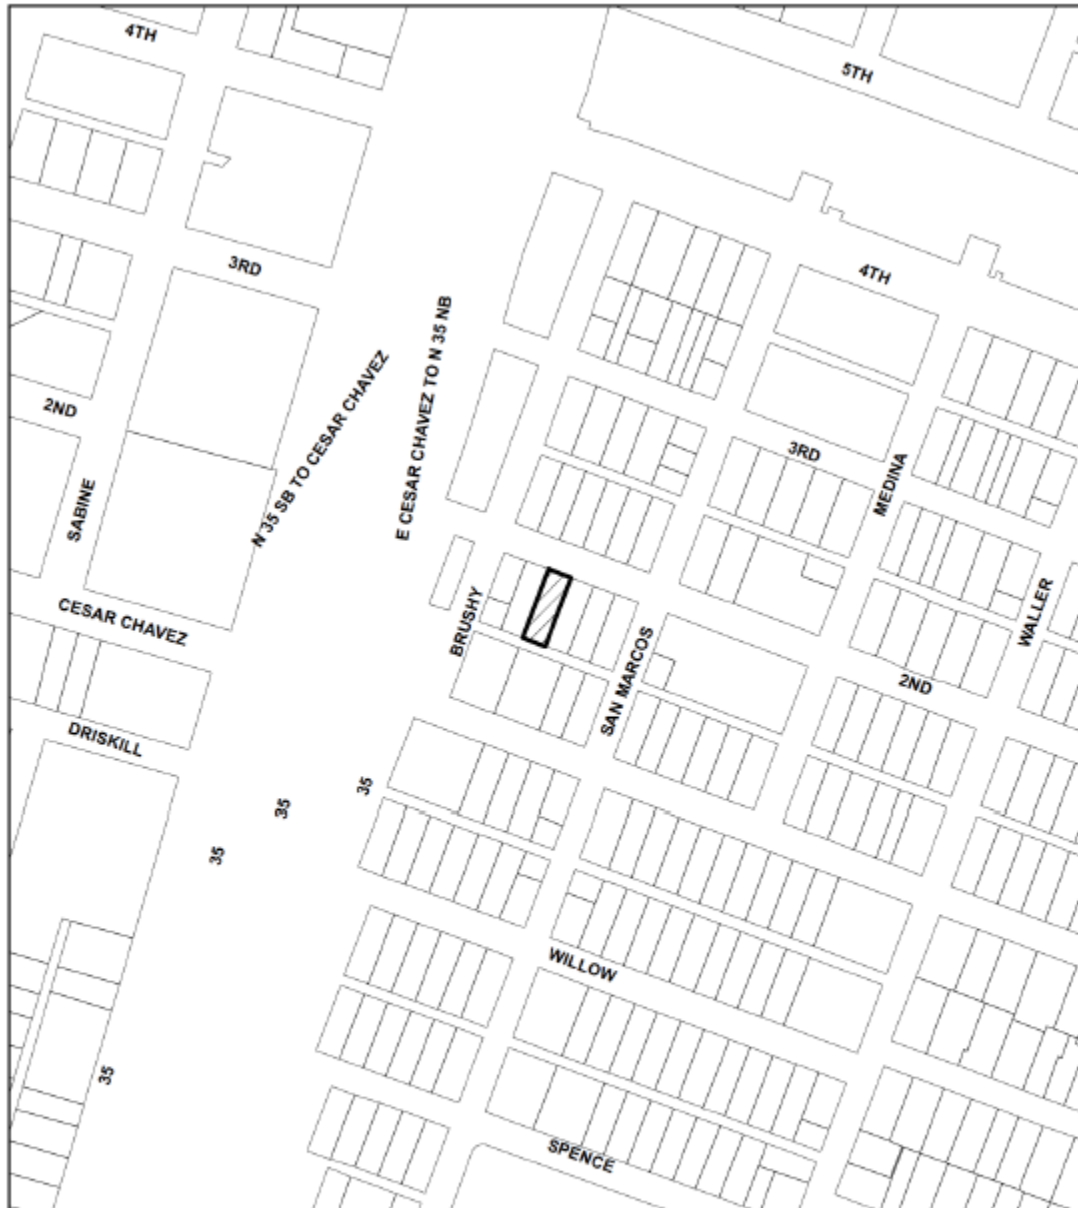 4TH
5TH
3RD
4TH
N 35 SB TO CESAR CHAVEZ
E CESAR CHAVEZ TO N 35 NB
2ND
3RD
MEDINA
SABINE
CESAR CHAVEZ
BRUSHY
WALLER
SAN MARCOS
2ND
DRISKILL
35
35
35
WILLOW
35
SPENCE